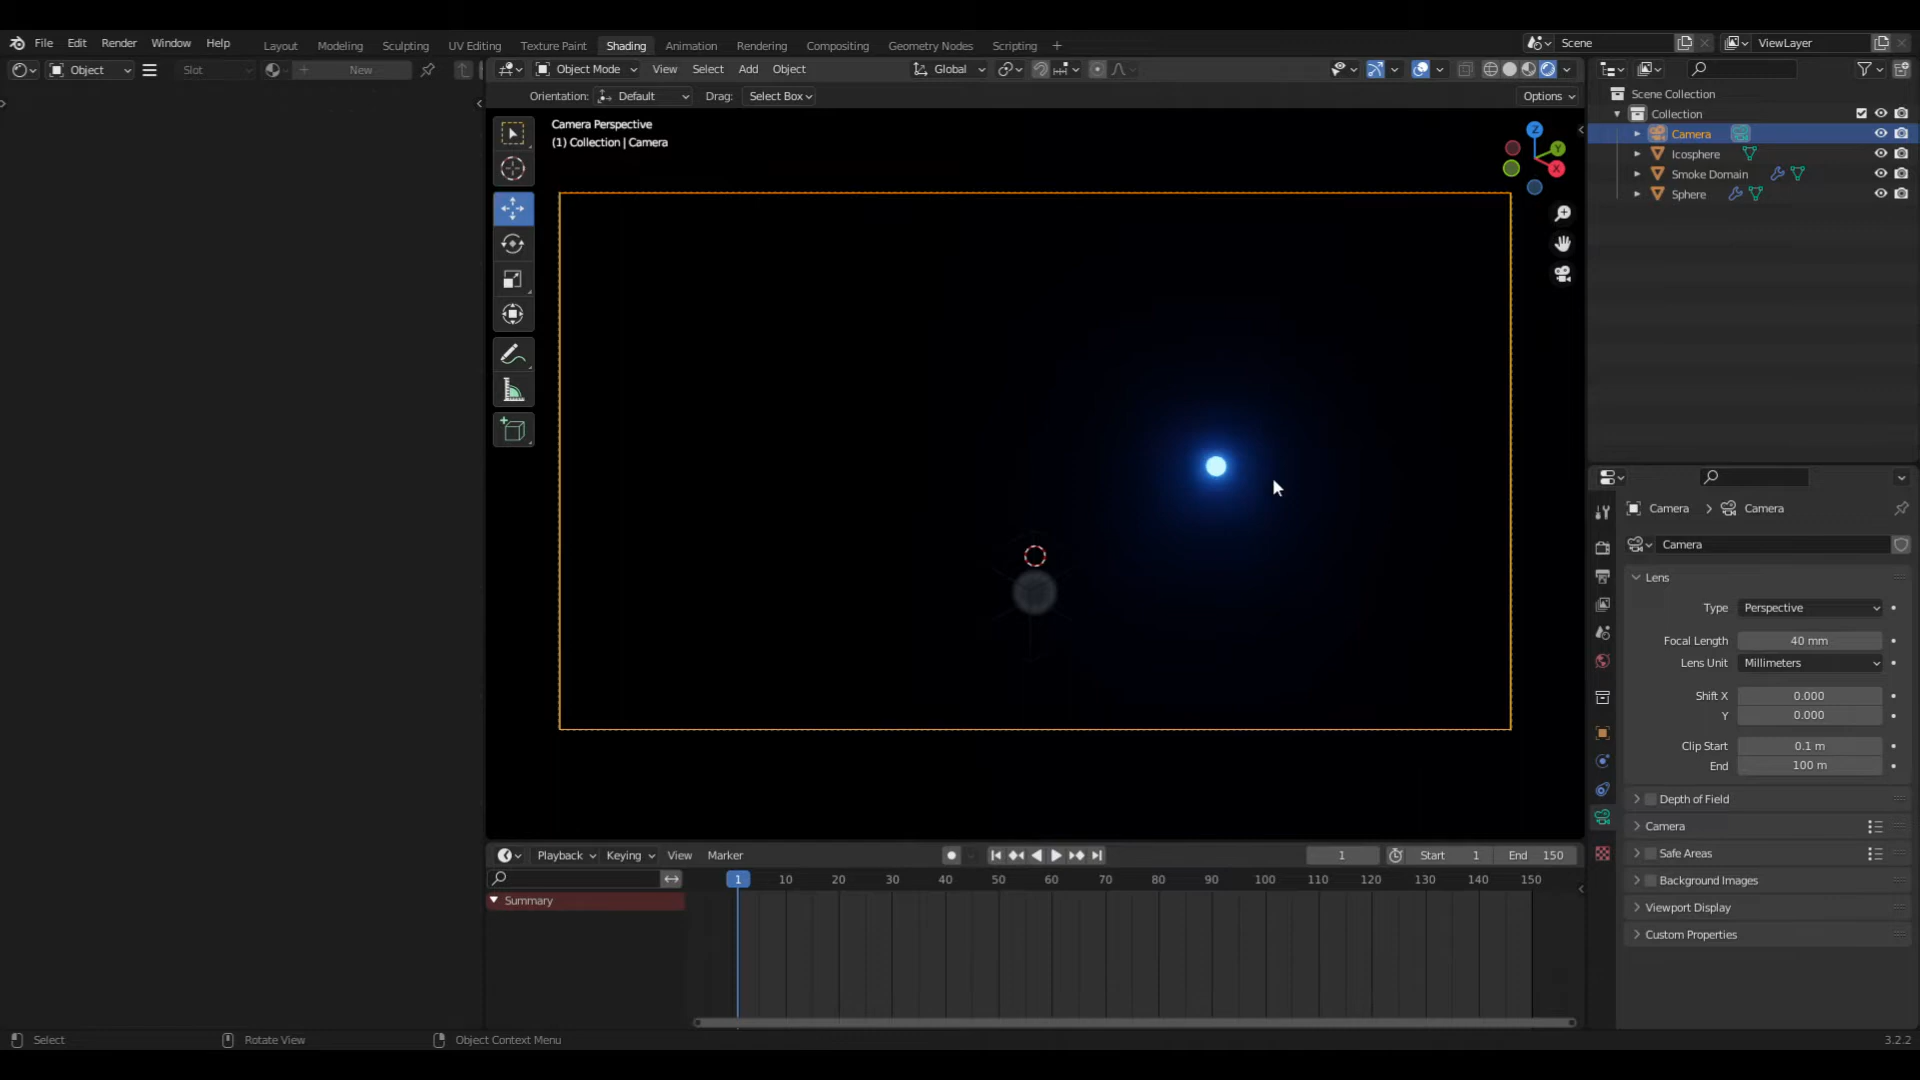 File Edit Render Window Help
Layout Modeling Sculpting UV Editing Texture Paint Shading Animation Rendering Compositing Geometry Nodes Scripting +
Scene
ViewLayer
Object
Slot
New
Object Mode View Select Add Object
Global
Orientation: Default Drag: Select Box
Options
Camera Perspective
(1) Collection | Camera
Z
Y
X
Scene Collection
Collection
Camera
Icosphere
Smoke Domain
Sphere
Camera > Camera
Camera
Lens
Type Perspective
Focal Length 40 mm
Lens Unit Millimeters
Shift X 0.000
Y 0.000
Clip Start 0.1 m
End 100 m
Depth of Field
Camera
Safe Areas
Background Images
Viewport Display
Custom Properties
Playback Keying View Marker
1
Start 1
End 150
1 10 20 30 40 50 60 70 80 90 100 110 120 130 140 150
Summary
Select
Rotate View
Object Context Menu
3.2.2